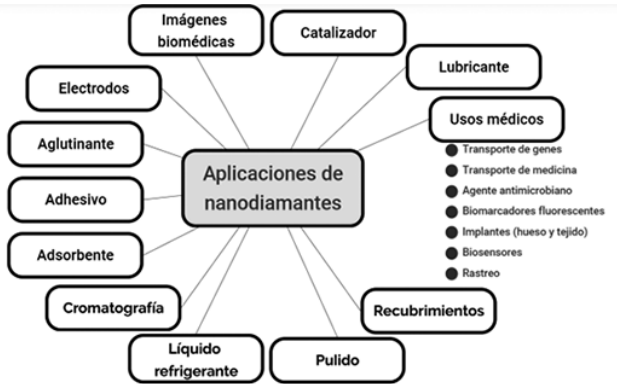 Imágenes
biomédicas
Catalizador
Lubricante
Electrodos
Usos médicos
Aglutinante
Transporte de genes
Transporte de medicina
Aplicaciones de
nanodiamantes
Agente antimicrobiano
Adhesivo
Biomarcadores fluorescentes
Implantes (hueso y tejido)
Adsorbente
Biosensores
Rastreo
Cromatografía
Recubrimientos
Líquido
refrigerante
Pulido